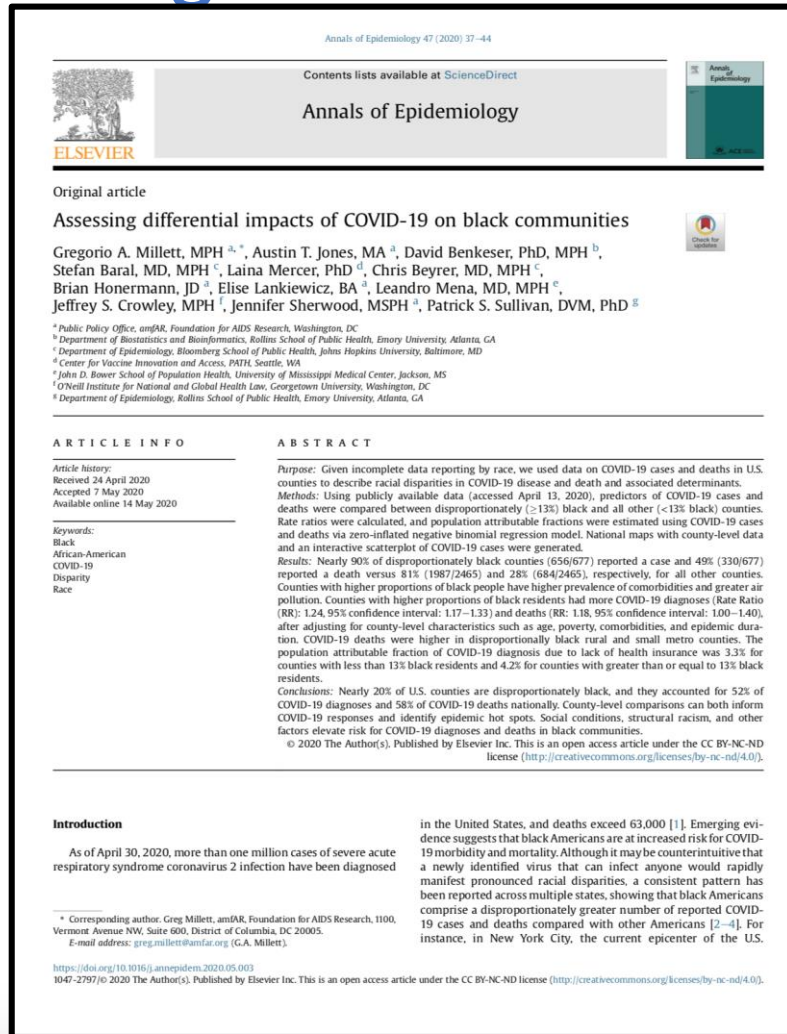 Annals of Epidemiology 47 (2020) 37–44
Contents lists available at ScienceDirect
Annals of Epidemiology
ELSEVIER
Annals
of
Epidemiology
Original article
Assessing differential impacts of COVID-19 on black communities
Check for
updates
Gregorio A. Millett, MPH a, *, Austin T. Jones, MA a, David Benkeser, PhD, MPH b,
Stefan Baral, MD, MPH c, Laina Mercer, PhD d, Chris Beyrer, MD, MPH c,
Brian Honermann, JD a, Elise Lankiewicz, BA a, Leandro Mena, MD, MPH e,
Jeffrey S. Crowley, MPH f, Jennifer Sherwood, MSPH a, Patrick S. Sullivan, DVM, PhD g
a Public Policy Office, amfAR, Foundation for AIDS Research, Washington, DC
b Department of Biostatistics and Bioinformatics, Rollins School of Public Health, Emory University, Atlanta, GA
c Department of Epidemiology, Bloomberg School of Public Health, Johns Hopkins University, Baltimore, MD
d Center for Vaccine Innovation and Access, PATH, Seattle, WA
e John D. Bower School of Population Health, University of Mississippi Medical Center, Jackson, MS
f O'Neill Institute for National and Global Health Law, Georgetown University, Washington, DC
g Department of Epidemiology, Rollins School of Public Health, Emory University, Atlanta, GA
ARTICLE INFO
Article history:
Received 24 April 2020
Accepted 7 May 2020
Available online 14 May 2020
Keywords:
Black
African-American
COVID-19
Disparity
Race
ABSTRACT
Purpose: Given incomplete data reporting by race, we used data on COVID-19 cases and deaths in U.S.
counties to describe racial disparities in COVID-19 disease and death and associated determinants.
Methods: Using publicly available data (accessed April 13, 2020), predictors of COVID-19 cases and
deaths were compared between disproportionately (≥13%) black and all other (<13% black) counties.
Rate ratios were calculated, and population attributable fractions were estimated using COVID-19 cases
and deaths via zero-inflated negative binomial regression model. National maps with county-level data
and an interactive scatterplot of COVID-19 cases were generated.
Results: Nearly 90% of disproportionately black counties (656/677) reported a case and 49% (330/677)
reported a death versus 81% (1987/2465) and 28% (684/2465), respectively, for all other counties.
Counties with higher proportions of black people have higher prevalence of comorbidities and greater air
pollution. Counties with higher proportions of black residents had more COVID-19 diagnoses (Rate Ratio
(RR): 1.24, 95% confidence interval: 1.17–1.33) and deaths (RR: 1.18, 95% confidence interval: 1.00–1.40),
after adjusting for county-level characteristics such as age, poverty, comorbidities, and epidemic dura-
tion. COVID-19 deaths were higher in disproportionally black rural and small metro counties. The
population attributable fraction of COVID-19 diagnosis due to lack of health insurance was 3.3% for
counties with less than 13% black residents and 4.2% for counties with greater than or equal to 13% black
residents.
Conclusions: Nearly 20% of U.S. counties are disproportionately black, and they accounted for 52% of
COVID-19 diagnoses and 58% of COVID-19 deaths nationally. County-level comparisons can both inform
COVID-19 responses and identify epidemic hot spots. Social conditions, structural racism, and other
factors elevate risk for COVID-19 diagnoses and deaths in black communities.
© 2020 The Author(s). Published by Elsevier Inc. This is an open access article under the CC BY-NC-ND
license (http://creativecommons.org/licenses/by-nc-nd/4.0/).
Introduction
As of April 30, 2020, more than one million cases of severe acute
respiratory syndrome coronavirus 2 infection have been diagnosed
* Corresponding author. Greg Millett, amfAR, Foundation for AIDS Research, 1100,
Vermont Avenue NW, Suite 600, District of Columbia, DC 20005.
E-mail address: greg.millett@amfar.org (G.A. Millett).
in the United States, and deaths exceed 63,000 [1]. Emerging evi-
dence suggests that black Americans are at increased risk for COVID-
19 morbidity and mortality. Although it may be counterintuitive that
a newly identified virus that can infect anyone would rapidly
manifest pronounced racial disparities, a consistent pattern has
been reported across multiple states, showing that black Americans
comprise a disproportionately greater number of reported COVID-
19 cases and deaths compared with other Americans [2–4]. For
instance, in New York City, the current epicenter of the U.S.
https://doi.org/10.1016/j.annepidem.2020.05.003
1047-2797/© 2020 The Author(s). Published by Elsevier Inc. This is an open access article under the CC BY-NC-ND license (http://creativecommons.org/licenses/by-nc-nd/4.0/).